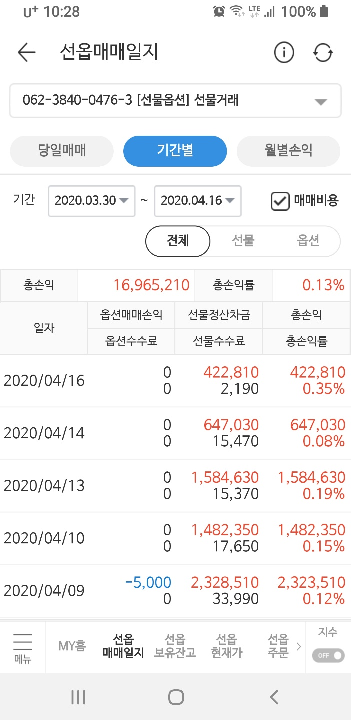 U+ 10:28 LTE 100%
선옵매매일지
062-3840-0476-3 [선물옵션] 선물거래
당일매매 기간별 월별손익
기간 2020.03.30 ~ 2020.04.16 매매비용
전체 선물 옵션
총손익 16,965,210 총손익률 0.13%
일자 옵션매매손익 선물정산차금 총손익
옵션수수료 선물수수료 총손익률
2020/04/16 0 422,810 422,810
0 2,190 0.35%
2020/04/14 0 647,030 647,030
0 15,470 0.08%
2020/04/13 0 1,584,630 1,584,630
0 15,370 0.19%
2020/04/10 0 1,482,350 1,482,350
0 17,650 0.15%
2020/04/09 -5,000 2,328,510 2,323,510
0 33,990 0.12%
메뉴 MY홈 선옵 매매일지 선옵 보유잔고 선옵 현재가 선옵 주문 지수 OFF